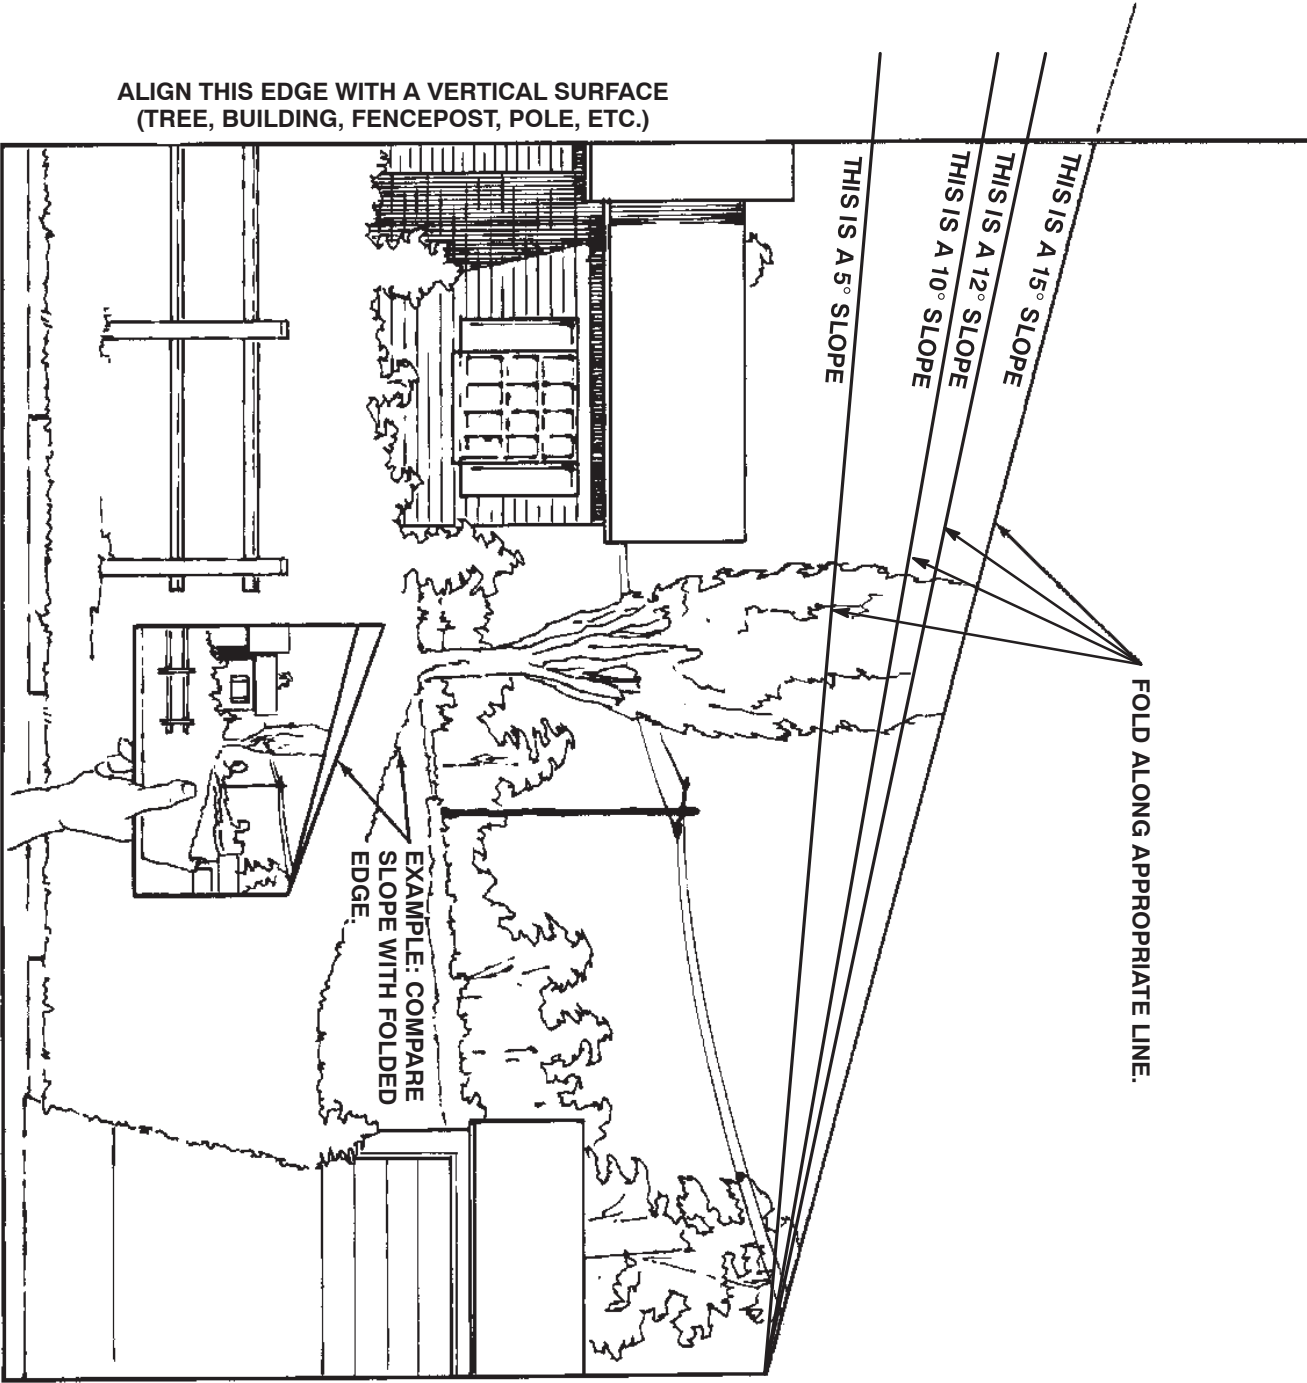 ALIGN THIS EDGE WITH A VERTICAL SURFACE
(TREE, BUILDING, FENCEPOST, POLE, ETC.)
THIS IS A 15° SLOPE
THIS IS A 12° SLOPE
THIS IS A 10° SLOPE
THIS IS A 5° SLOPE
FOLD ALONG APPROPRIATE LINE.
EXAMPLE: COMPARE
SLOPE WITH FOLDED
EDGE.